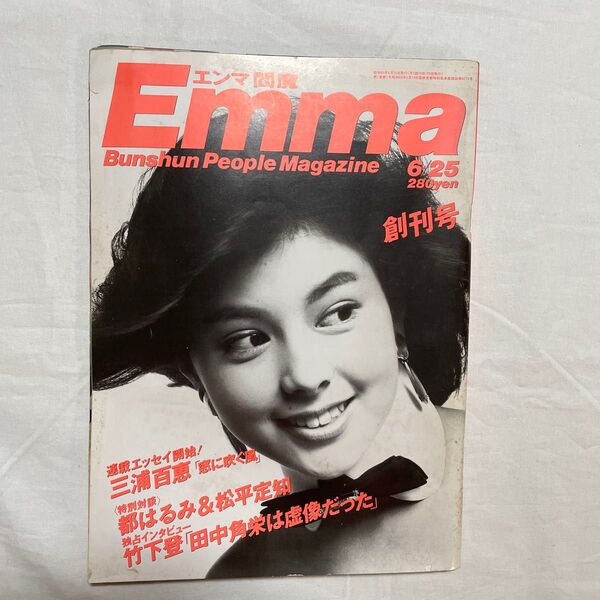 エンマ 閻魔
Emma
Bunshun People Magazine
6/25
280yen
創刊号
連載エッセイ開始!
三浦百恵「窓に吹く風」
〈特別対談〉
都はるみ&松平定知
独占インタビュー
竹下登「田中角栄は虚像だった」